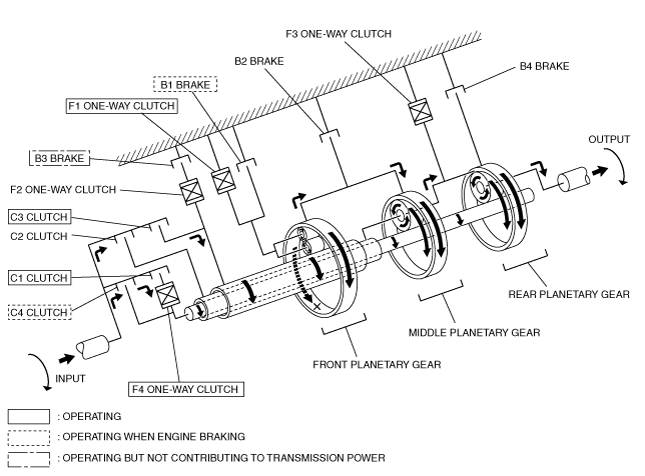 F3 ONE-WAY CLUTCH
B2 BRAKE
B4 BRAKE
B1 BRAKE
F1 ONE-WAY CLUTCH
OUTPUT
B3 BRAKE
F2 ONE-WAY CLUTCH
C3 CLUTCH
C2 CLUTCH
C1 CLUTCH
C4 CLUTCH
REAR PLANETARY GEAR
MIDDLE PLANETARY GEAR
FRONT PLANETARY GEAR
INPUT
F4 ONE-WAY CLUTCH
: OPERATING
: OPERATING WHEN ENGINE BRAKING
: OPERATING BUT NOT CONTRIBUTING TO TRANSMISSION POWER